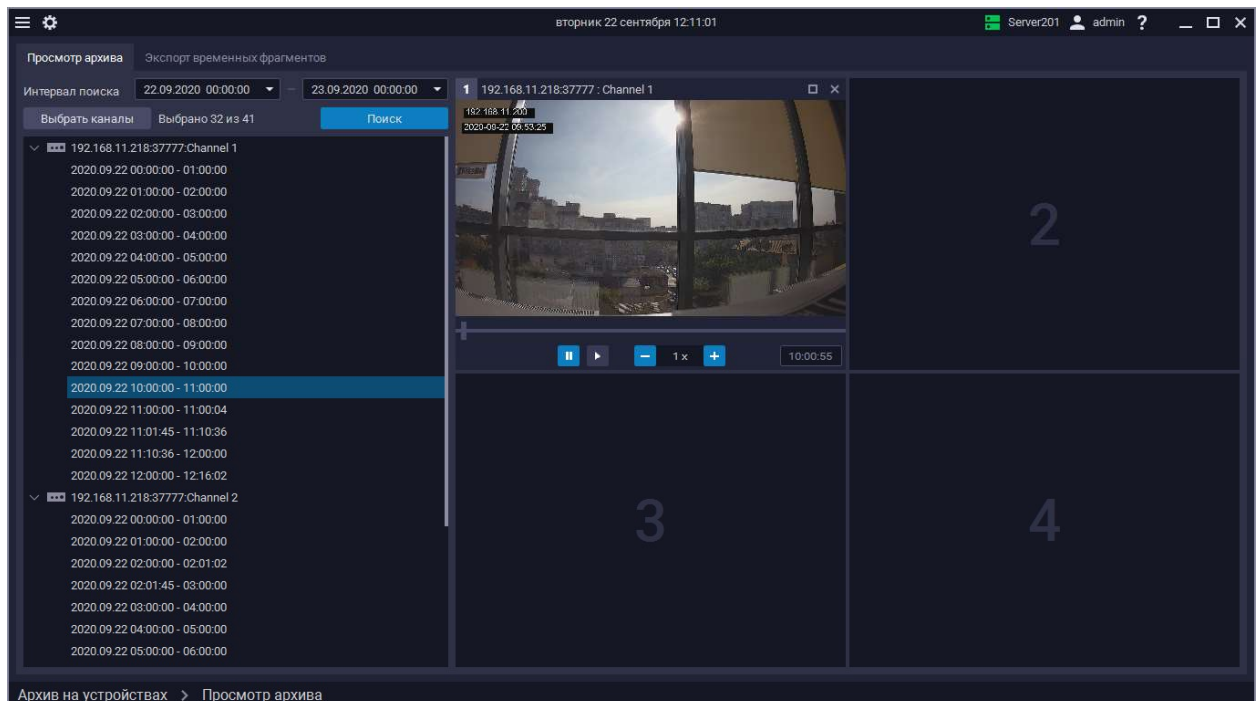 вторник 22 сентября 12:11:01
Server201
admin
?
Просмотр архива
Экспорт временных фрагментов
Интервал поиска
22.09.2020 00:00:00
–
23.09.2020 00:00:00
Выбрать каналы
Выбрано 32 из 41
Поиск
192.168.11.218:37777:Channel 1
2020.09.22 00:00:00 - 01:00:00
2020.09.22 01:00:00 - 02:00:00
2020.09.22 02:00:00 - 03:00:00
2020.09.22 03:00:00 - 04:00:00
2020.09.22 04:00:00 - 05:00:00
2020.09.22 05:00:00 - 06:00:00
2020.09.22 06:00:00 - 07:00:00
2020.09.22 07:00:00 - 08:00:00
2020.09.22 08:00:00 - 09:00:00
2020.09.22 09:00:00 - 10:00:00
2020.09.22 10:00:00 - 11:00:00
2020.09.22 11:00:00 - 11:00:04
2020.09.22 11:01:45 - 11:10:36
2020.09.22 11:10:36 - 12:00:00
2020.09.22 12:00:00 - 12:16:02
192.168.11.218:37777:Channel 2
2020.09.22 00:00:00 - 01:00:00
2020.09.22 01:00:00 - 02:00:00
2020.09.22 02:00:00 - 02:01:02
2020.09.22 02:01:45 - 03:00:00
2020.09.22 03:00:00 - 04:00:00
2020.09.22 04:00:00 - 05:00:00
2020.09.22 05:00:00 - 06:00:00
1 192.168.11.218:37777 : Channel 1
192.168.11.200
2020-09-22 09:53:25
1 x
10:00:55
2
3
4
Архив на устройствах > Просмотр архива